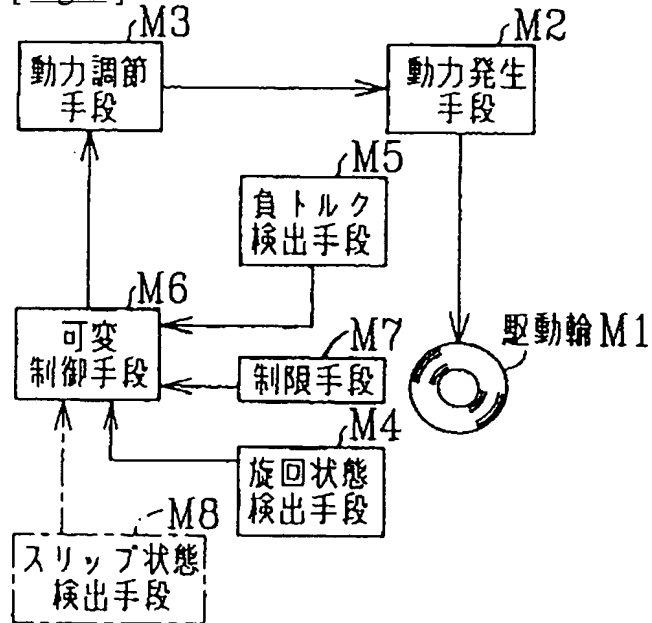 M3
動力調節
手段
M2
動力発生
手段
M5
負トルク
検出手段
M6
可変
制御手段
M7
制限手段
駆動輪M1
M4
旋回状態
検出手段
M8
スリップ状態
検出手段